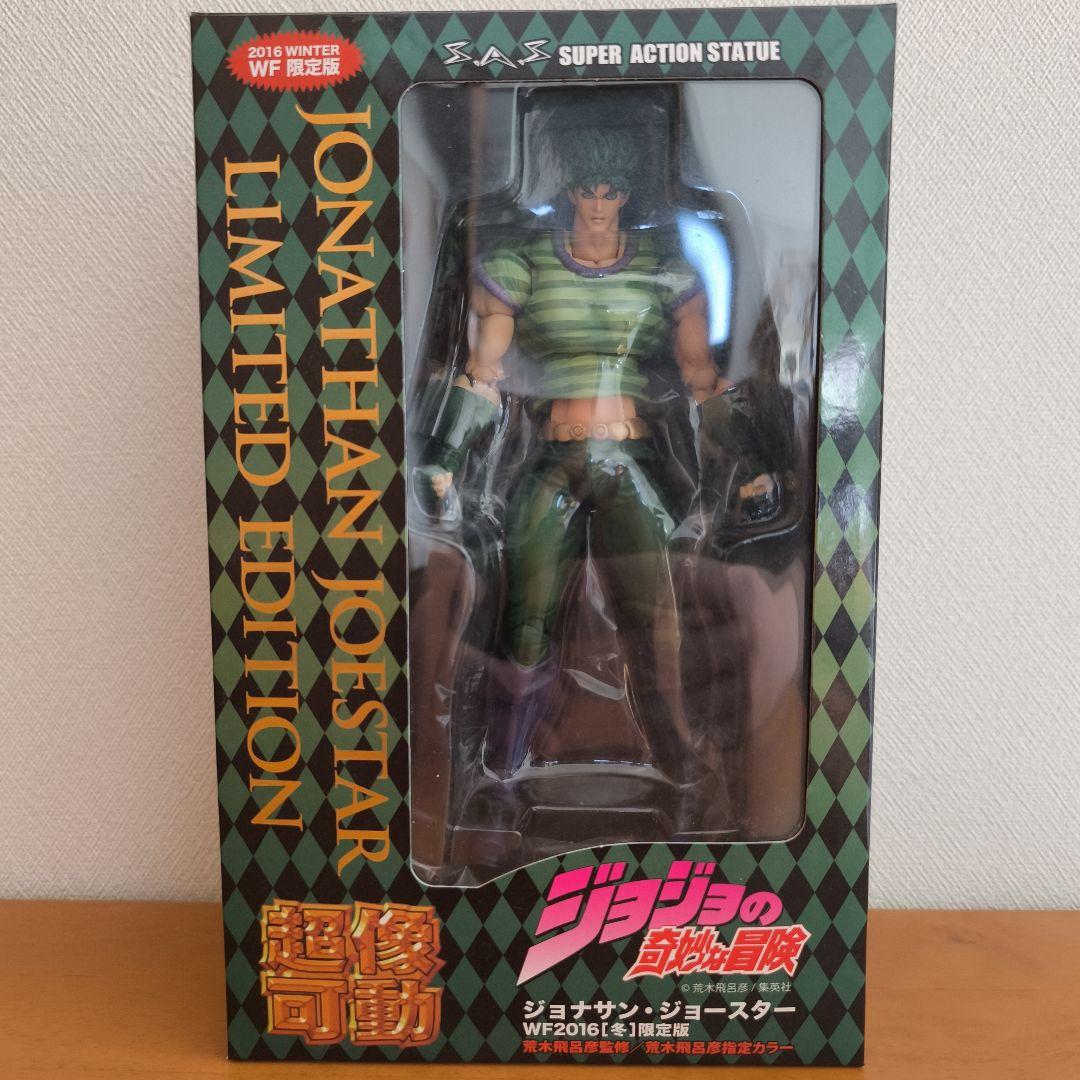 2016 WINTER
WF 限定版
S.A.S SUPER ACTION STATUE
JONATHAN JOESTAR
LIMITED EDITION
超像
可動
ジョジョの
奇妙な冒険
© 荒木飛呂彦/集英社
ジョナサン・ジョースター
WF2016[冬]限定版
荒木飛呂彦監修/荒木飛呂彦指定カラー